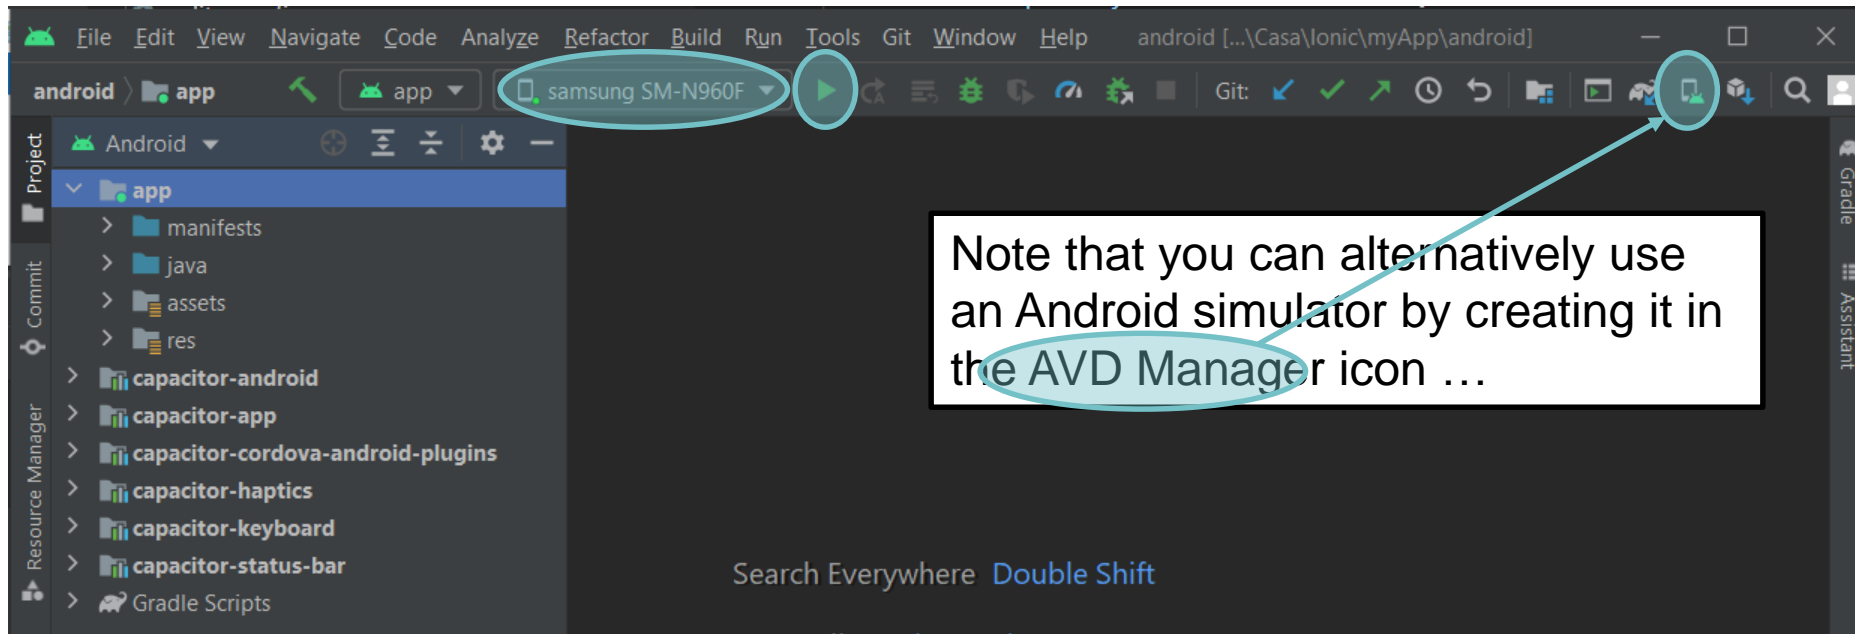 File Edit View Navigate Code Analyze Refactor Build Run Tools Git Window Help android [...\Casa\Ionic\myApp\android]
android app app samsung SM-N960F Git:
Project
Commit
Resource Manager
Android
app
manifests
java
assets
res
capacitor-android
capacitor-app
capacitor-cordova-android-plugins
capacitor-haptics
capacitor-keyboard
capacitor-status-bar
Gradle Scripts
Note that you can alternatively use
an Android simulator by creating it in
the AVD Manager icon …
Search Everywhere Double Shift
Gradle
Assistant